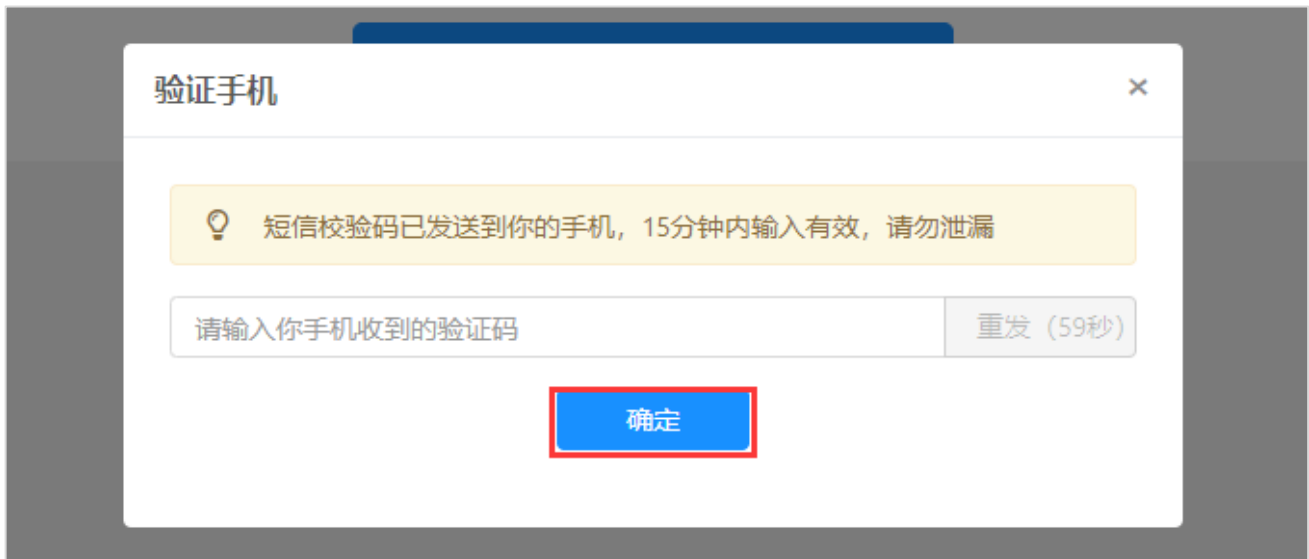 验证手机 ×
短信校验码已发送到你的手机，15分钟内输入有效，请勿泄漏
请输入你手机收到的验证码 重发（59秒）
确定